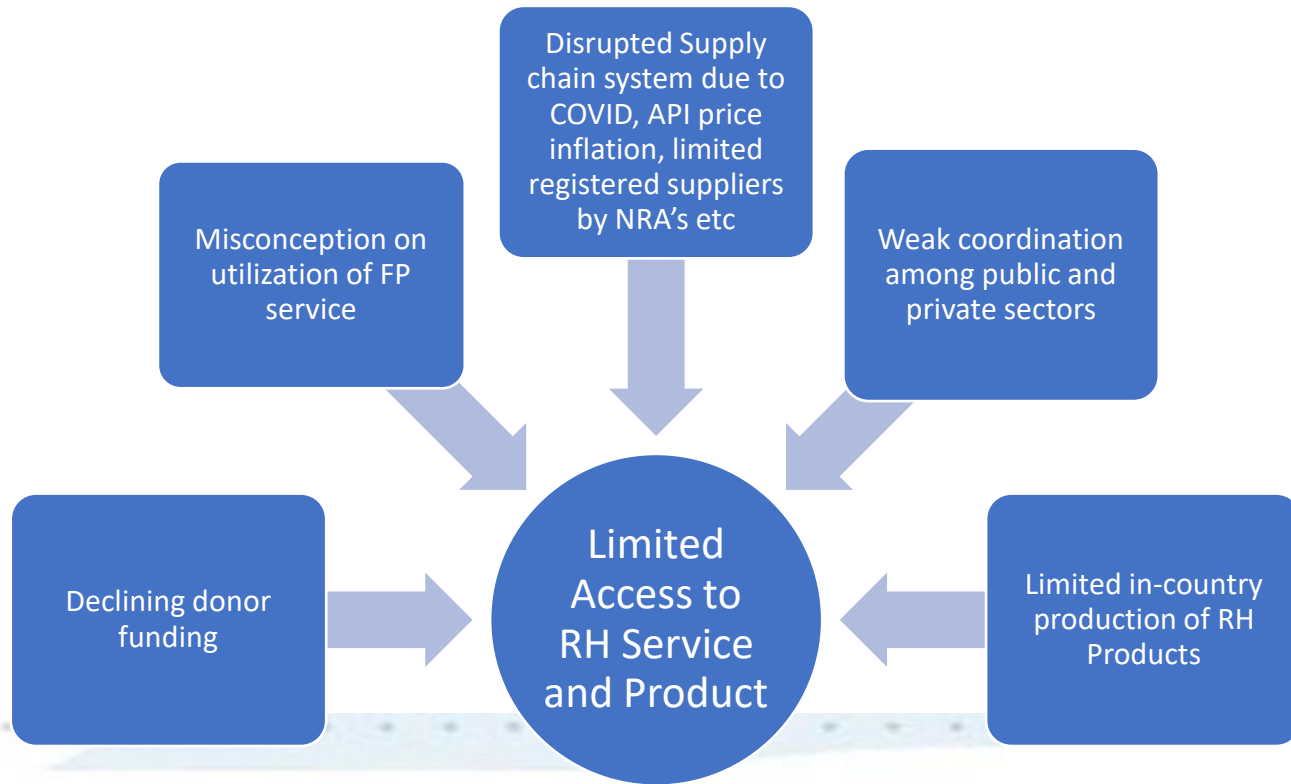 Disrupted Supply
chain system due to
COVID, API price
inflation, limited
registered suppliers
by NRA’s etc
Misconception on
utilization of FP
service
Weak coordination
among public and
private sectors
Declining donor
funding
Limited
Access to
RH Service
and Product
Limited in-country
production of RH
Products